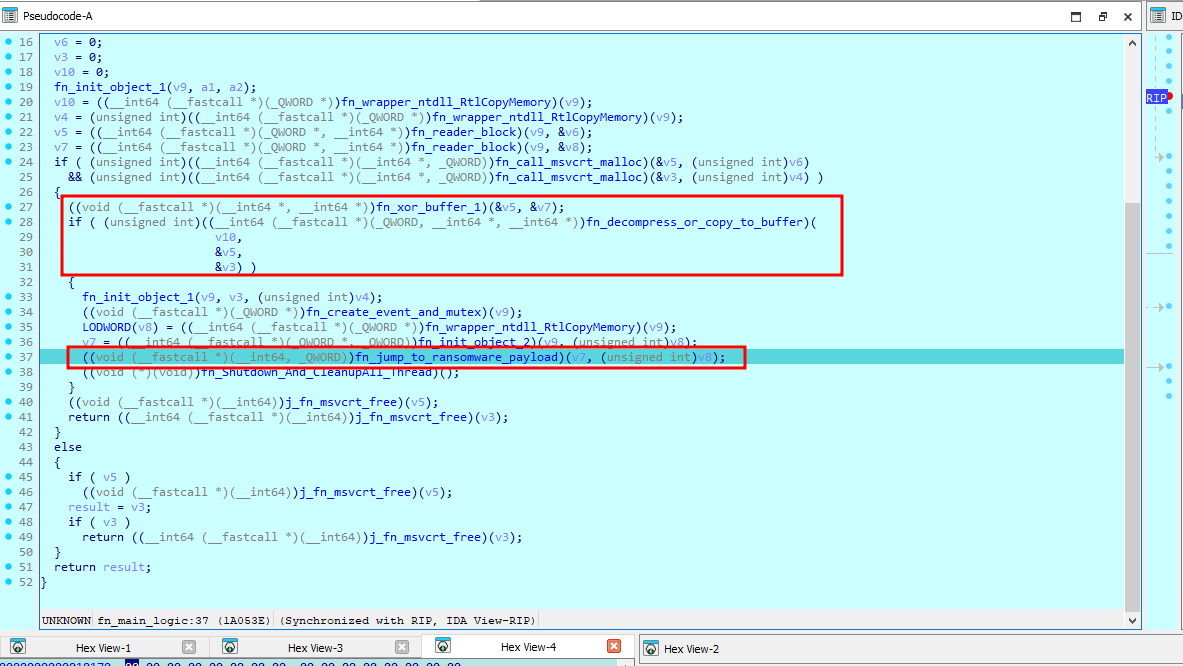 Pseudocode-A
ID
16 v6 = 0;
17 v3 = 0;
18 v10 = 0;
19 fn_init_object_1(v9, a1, a2);
20 v10 = ((__int64 (__fastcall *)(_QWORD *))fn_wrapper_ntdll_RtlCopyMemory)(v9);
21 v4 = (unsigned int)((__int64 (__fastcall *)(_QWORD *))fn_wrapper_ntdll_RtlCopyMemory)(v9);
22 v5 = ((__int64 (__fastcall *)(_QWORD *, __int64 *))fn_reader_block)(v9, &v6);
23 v7 = ((__int64 (__fastcall *)(_QWORD *, __int64 *))fn_reader_block)(v9, &v8);
24 if ( (unsigned int)((__int64 (__fastcall *)(__int64 *, _QWORD))fn_call_msvcrt_malloc)(&v5, (unsigned int)v6)
25 && (unsigned int)((__int64 (__fastcall *)(__int64 *, _QWORD))fn_call_msvcrt_malloc)(&v3, (unsigned int)v4) )
26 {
27 ((void (__fastcall *)(__int64 *, __int64 *))fn_xor_buffer_1)(&v5, &v7);
28 if ( (unsigned int)((__int64 (__fastcall *)(_QWORD, __int64 *, __int64 *))fn_decompress_or_copy_to_buffer)(
29 v10,
30 &v5,
31 &v3) )
32 {
33 fn_init_object_1(v9, v3, (unsigned int)v4);
34 ((void (__fastcall *)(_QWORD *))fn_create_event_and_mutex)(v9);
35 LODWORD(v8) = ((__int64 (__fastcall *)(_QWORD *))fn_wrapper_ntdll_RtlCopyMemory)(v9);
36 v7 = ((__int64 (__fastcall *)(_QWORD *, _QWORD))fn_init_object_2)(v9, (unsigned int)v8);
37 ((void (__fastcall *)(__int64, _QWORD))fn_jump_to_ransomware_payload)(v7, (unsigned int)v8);
38 ((void (*)(void))fn_Shutdown_And_CleanupAll_Thread)();
39 }
40 ((void (__fastcall *)(__int64))j_fn_msvcrt_free)(v5);
41 return ((__int64 (__fastcall *)(__int64))j_fn_msvcrt_free)(v3);
42 }
43 else
44 {
45 if ( v5 )
46 ((void (__fastcall *)(__int64))j_fn_msvcrt_free)(v5);
47 result = v3;
48 if ( v3 )
49 return ((__int64 (__fastcall *)(__int64))j_fn_msvcrt_free)(v3);
50 }
51 return result;
52 }
RIP
UNKNOWN fn_main_logic:37 (1A053E) (Synchronized with RIP, IDA View-RIP)
Hex View-1
Hex View-3
Hex View-4
Hex View-2